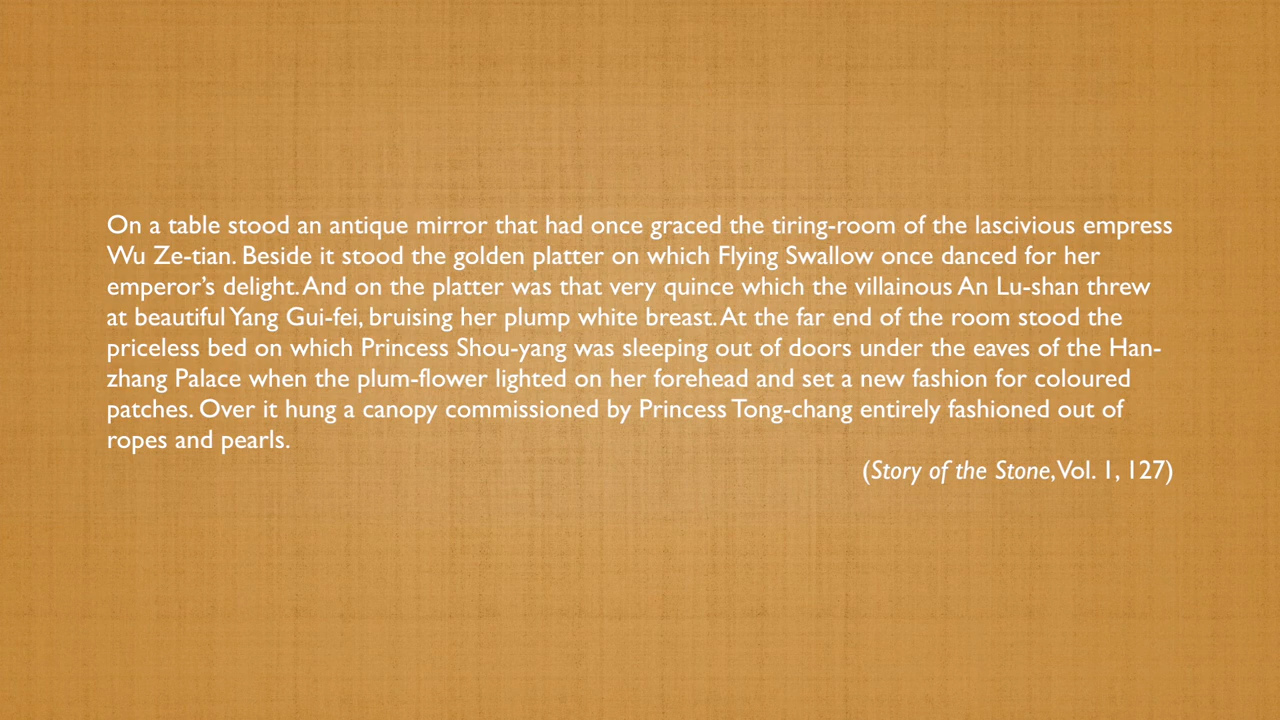 On a table stood an antique mirror that had once graced the tiring-room of the lascivious empress
Wu Ze-tian. Beside it stood the golden platter on which Flying Swallow once danced for her
emperor’s delight. And on the platter was that very quince which the villainous An Lu-shan threw
at beautiful Yang Gui-fei, bruising her plump white breast. At the far end of the room stood the
priceless bed on which Princess Shou-yang was sleeping out of doors under the eaves of the Han-
zhang Palace when the plum-flower lighted on her forehead and set a new fashion for coloured
patches. Over it hung a canopy commissioned by Princess Tong-chang entirely fashioned out of
ropes and pearls.
(Story of the Stone, Vol. 1, 127)